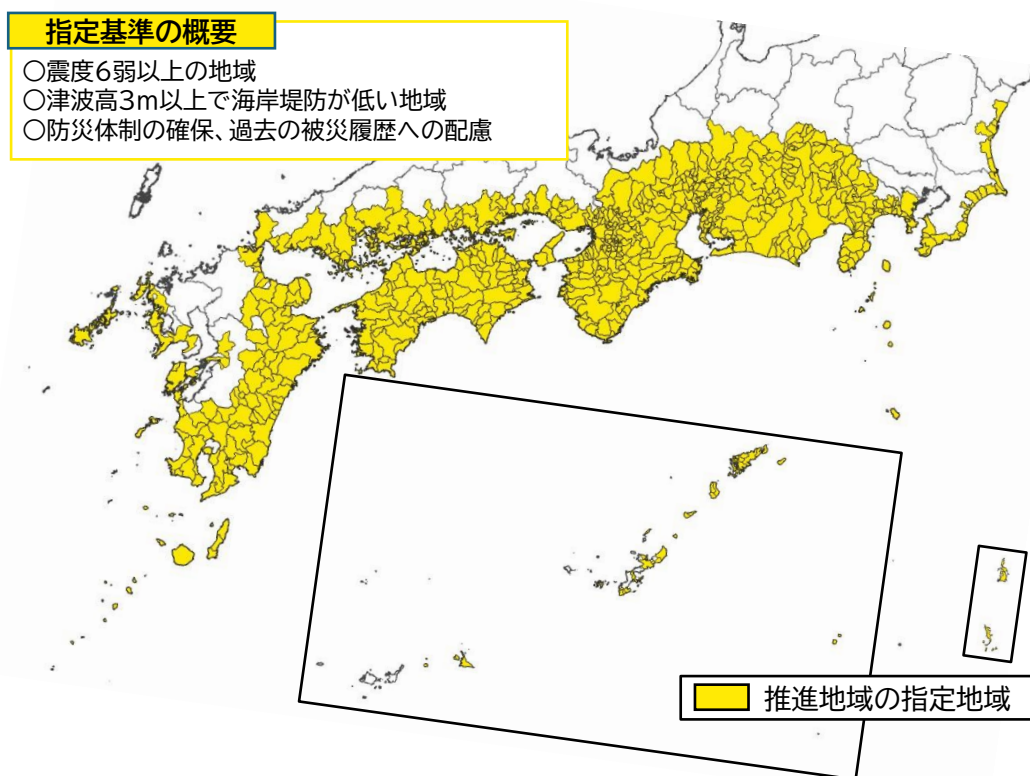 指定基準の概要
○震度6弱以上の地域
○津波高3m以上で海岸堤防が低い地域
○防災体制の確保、過去の被災履歴への配慮
推進地域の指定地域